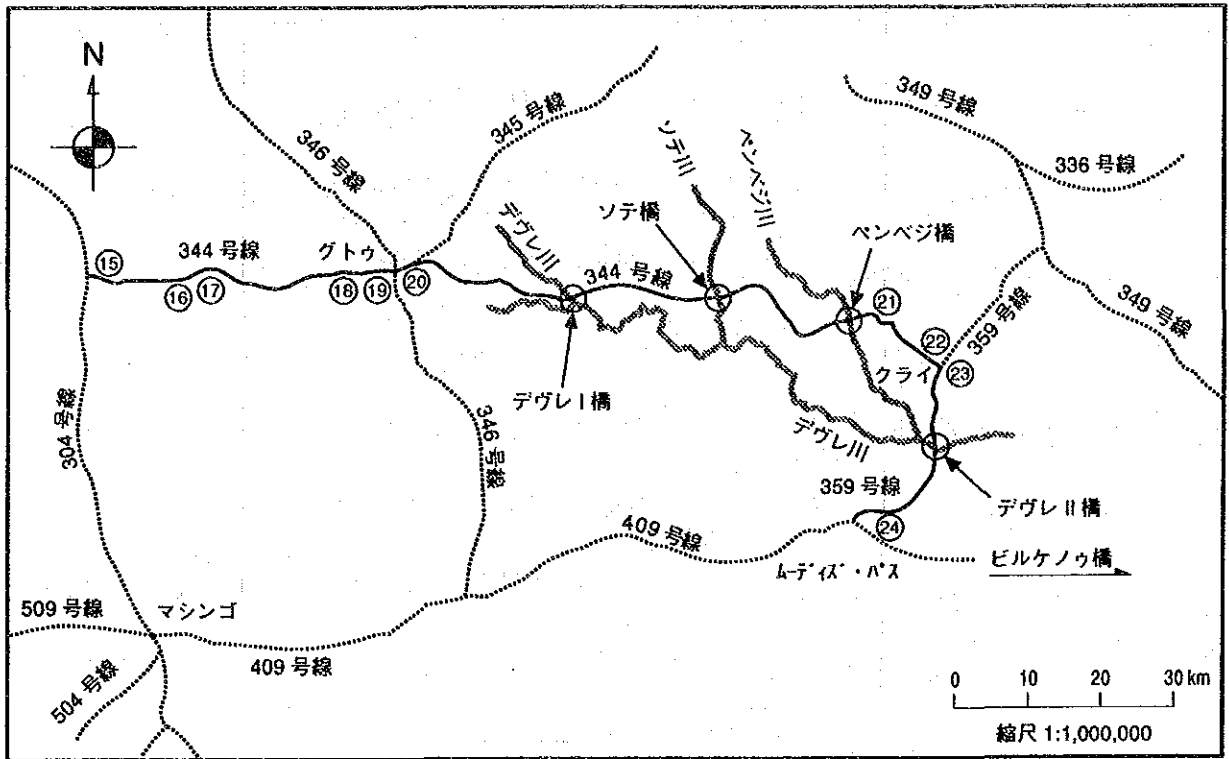 N
349 号線
345 号線
346 号線
336 号線
ソテ川
ペンベジ川
デヴレ川
ソテ橋
ペンベジ橋
344 号線
グトゥ
⑮
⑯
⑰
⑱
⑲
⑳
344 号線
㉑
㉒
359 号線
349 号線
クライ
㉓
デヴレ I 橋
304 号線
346 号線
デヴレ川
359 号線
デヴレ II 橋
㉔
409 号線
ムーディズ・パス
ビルケノゥ橋
509 号線
マシンゴ
409 号線
504 号線
0 10 20 30 km
縮尺 1:1,000,000